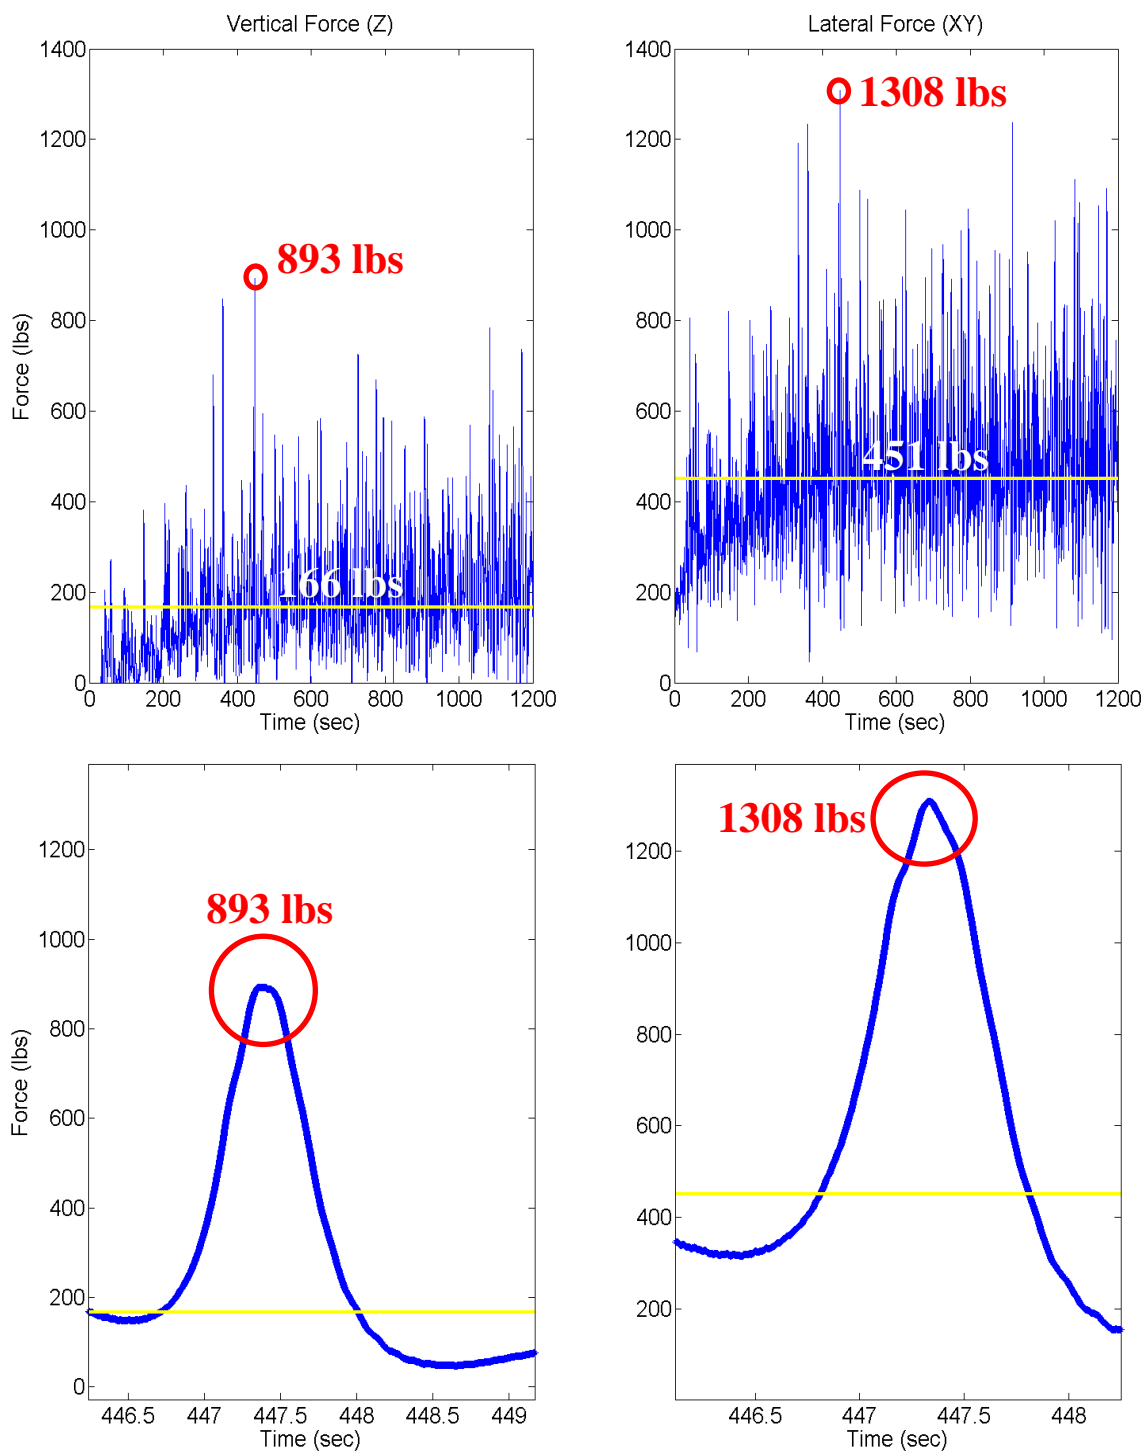 Vertical Force (Z)
Lateral Force (XY)
1400
1200
1000
800
600
400
200
0
Force (lbs)
893 lbs
166 lbs
0 200 400 600 800 1000 1200
Time (sec)
1400
1200
1000
800
600
400
200
0
1308 lbs
451 lbs
0 200 400 600 800 1000 1200
Time (sec)
1200
1000
800
600
400
200
0
Force (lbs)
893 lbs
446.5 447 447.5 448 448.5 449
Time (sec)
1200
1000
800
600
400
200
1308 lbs
446.5 447 447.5 448
Time (sec)